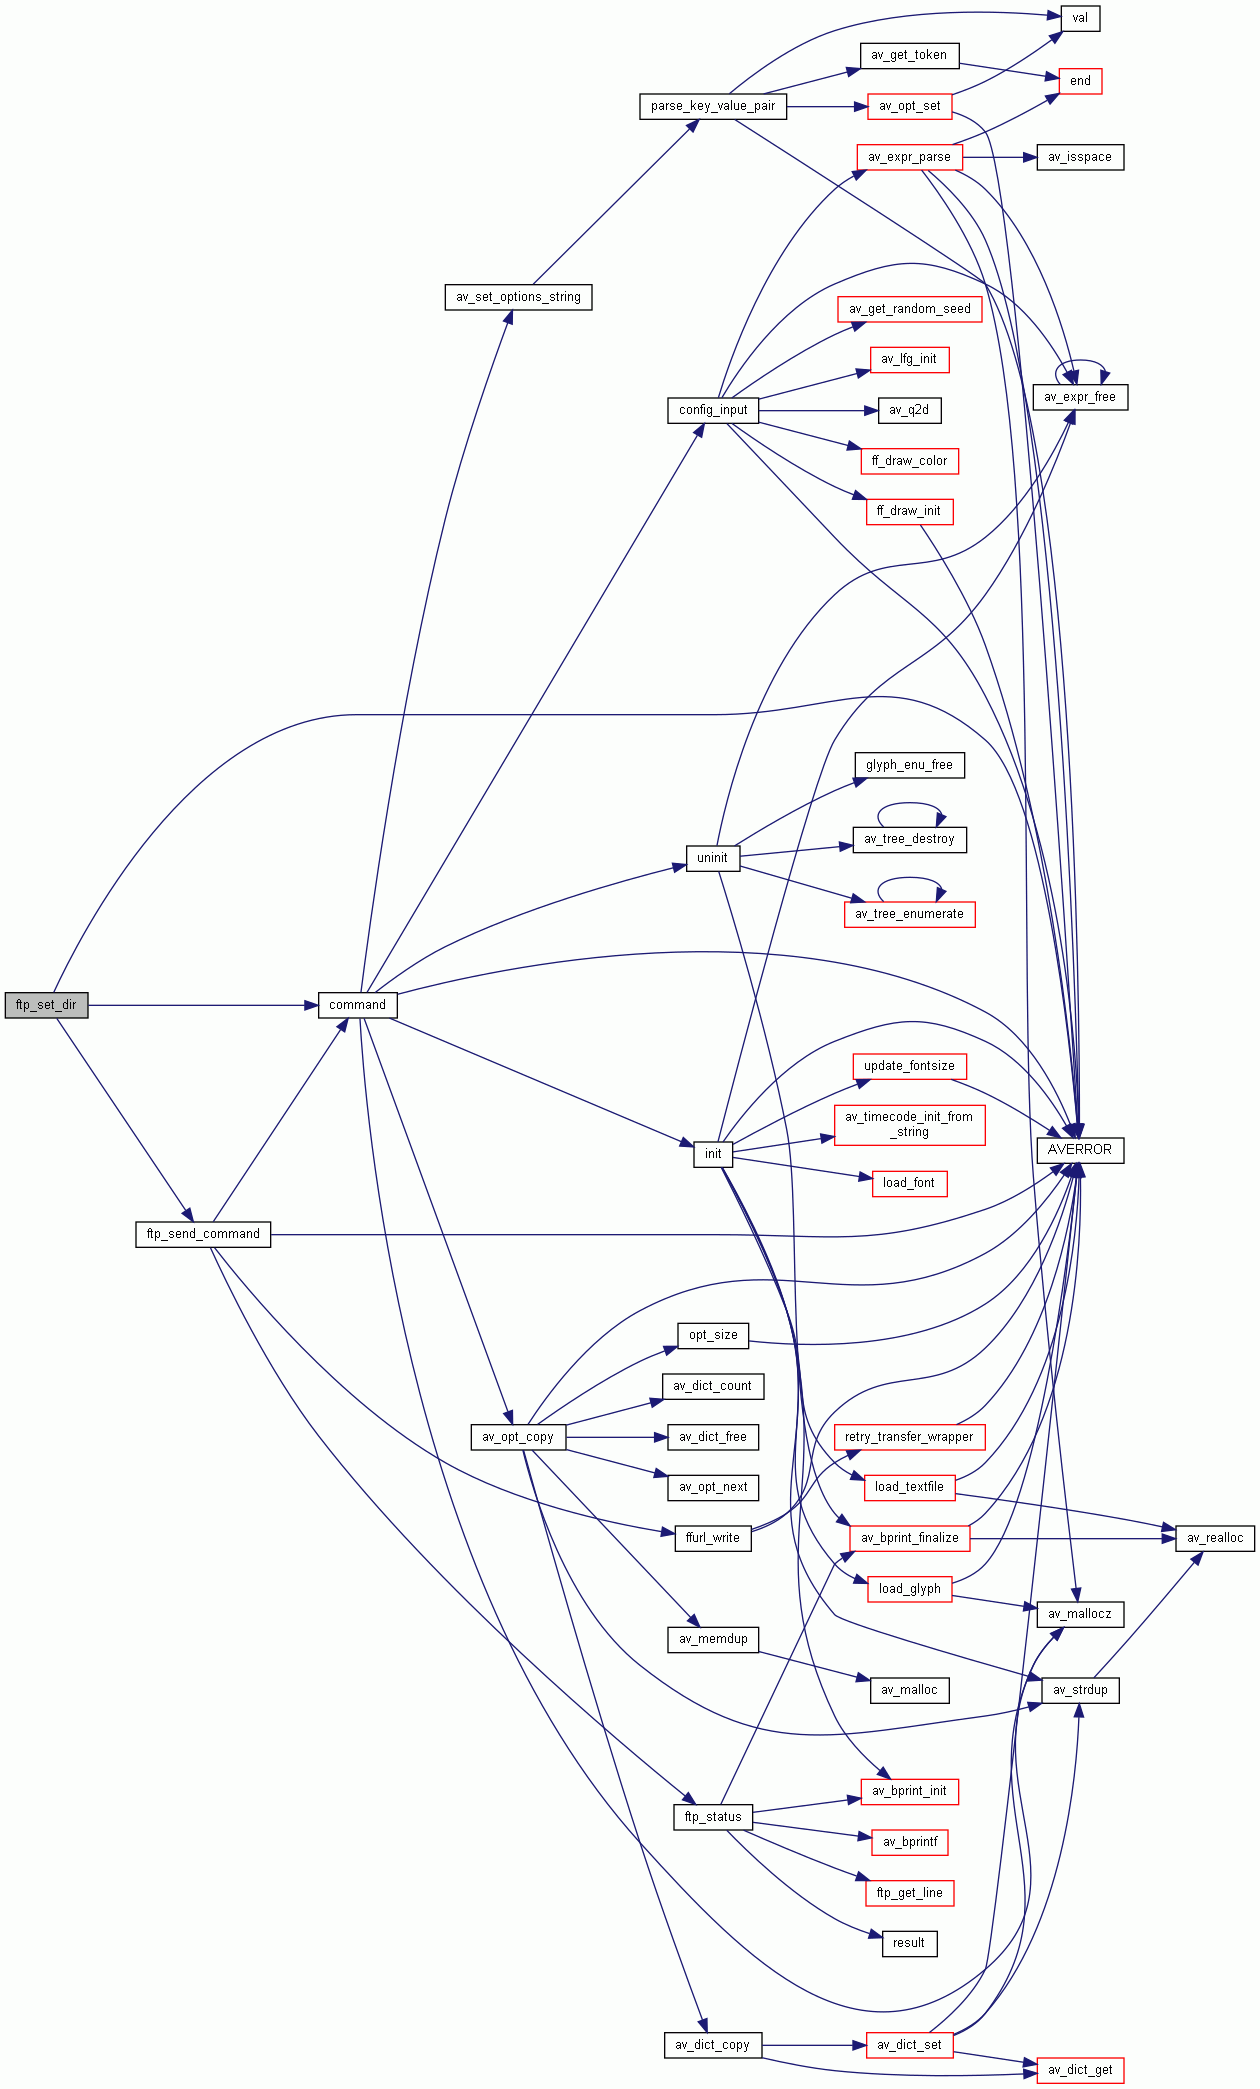 val
av_get_token
end
parse_key_value_pair
av_opt_set
av_expr_parse
av_isspace
av_set_options_string
av_get_random_seed
av_lfg_init
av_expr_free
config_input
av_q2d
ff_draw_color
ff_draw_init
glyph_enu_free
av_tree_destroy
uninit
av_tree_enumerate
ftp_set_dir
command
update_fontsize
av_timecode_init_from
_string
init
AVERROR
load_font
ftp_send_command
opt_size
av_dict_count
av_opt_copy
av_dict_free
retry_transfer_wrapper
av_opt_next
load_textfile
ffurl_write
av_bprint_finalize
av_realloc
load_glyph
av_mallocz
av_memdup
av_malloc
av_strdup
av_bprint_init
ftp_status
av_bprintf
ftp_get_line
result
av_dict_copy
av_dict_set
av_dict_get